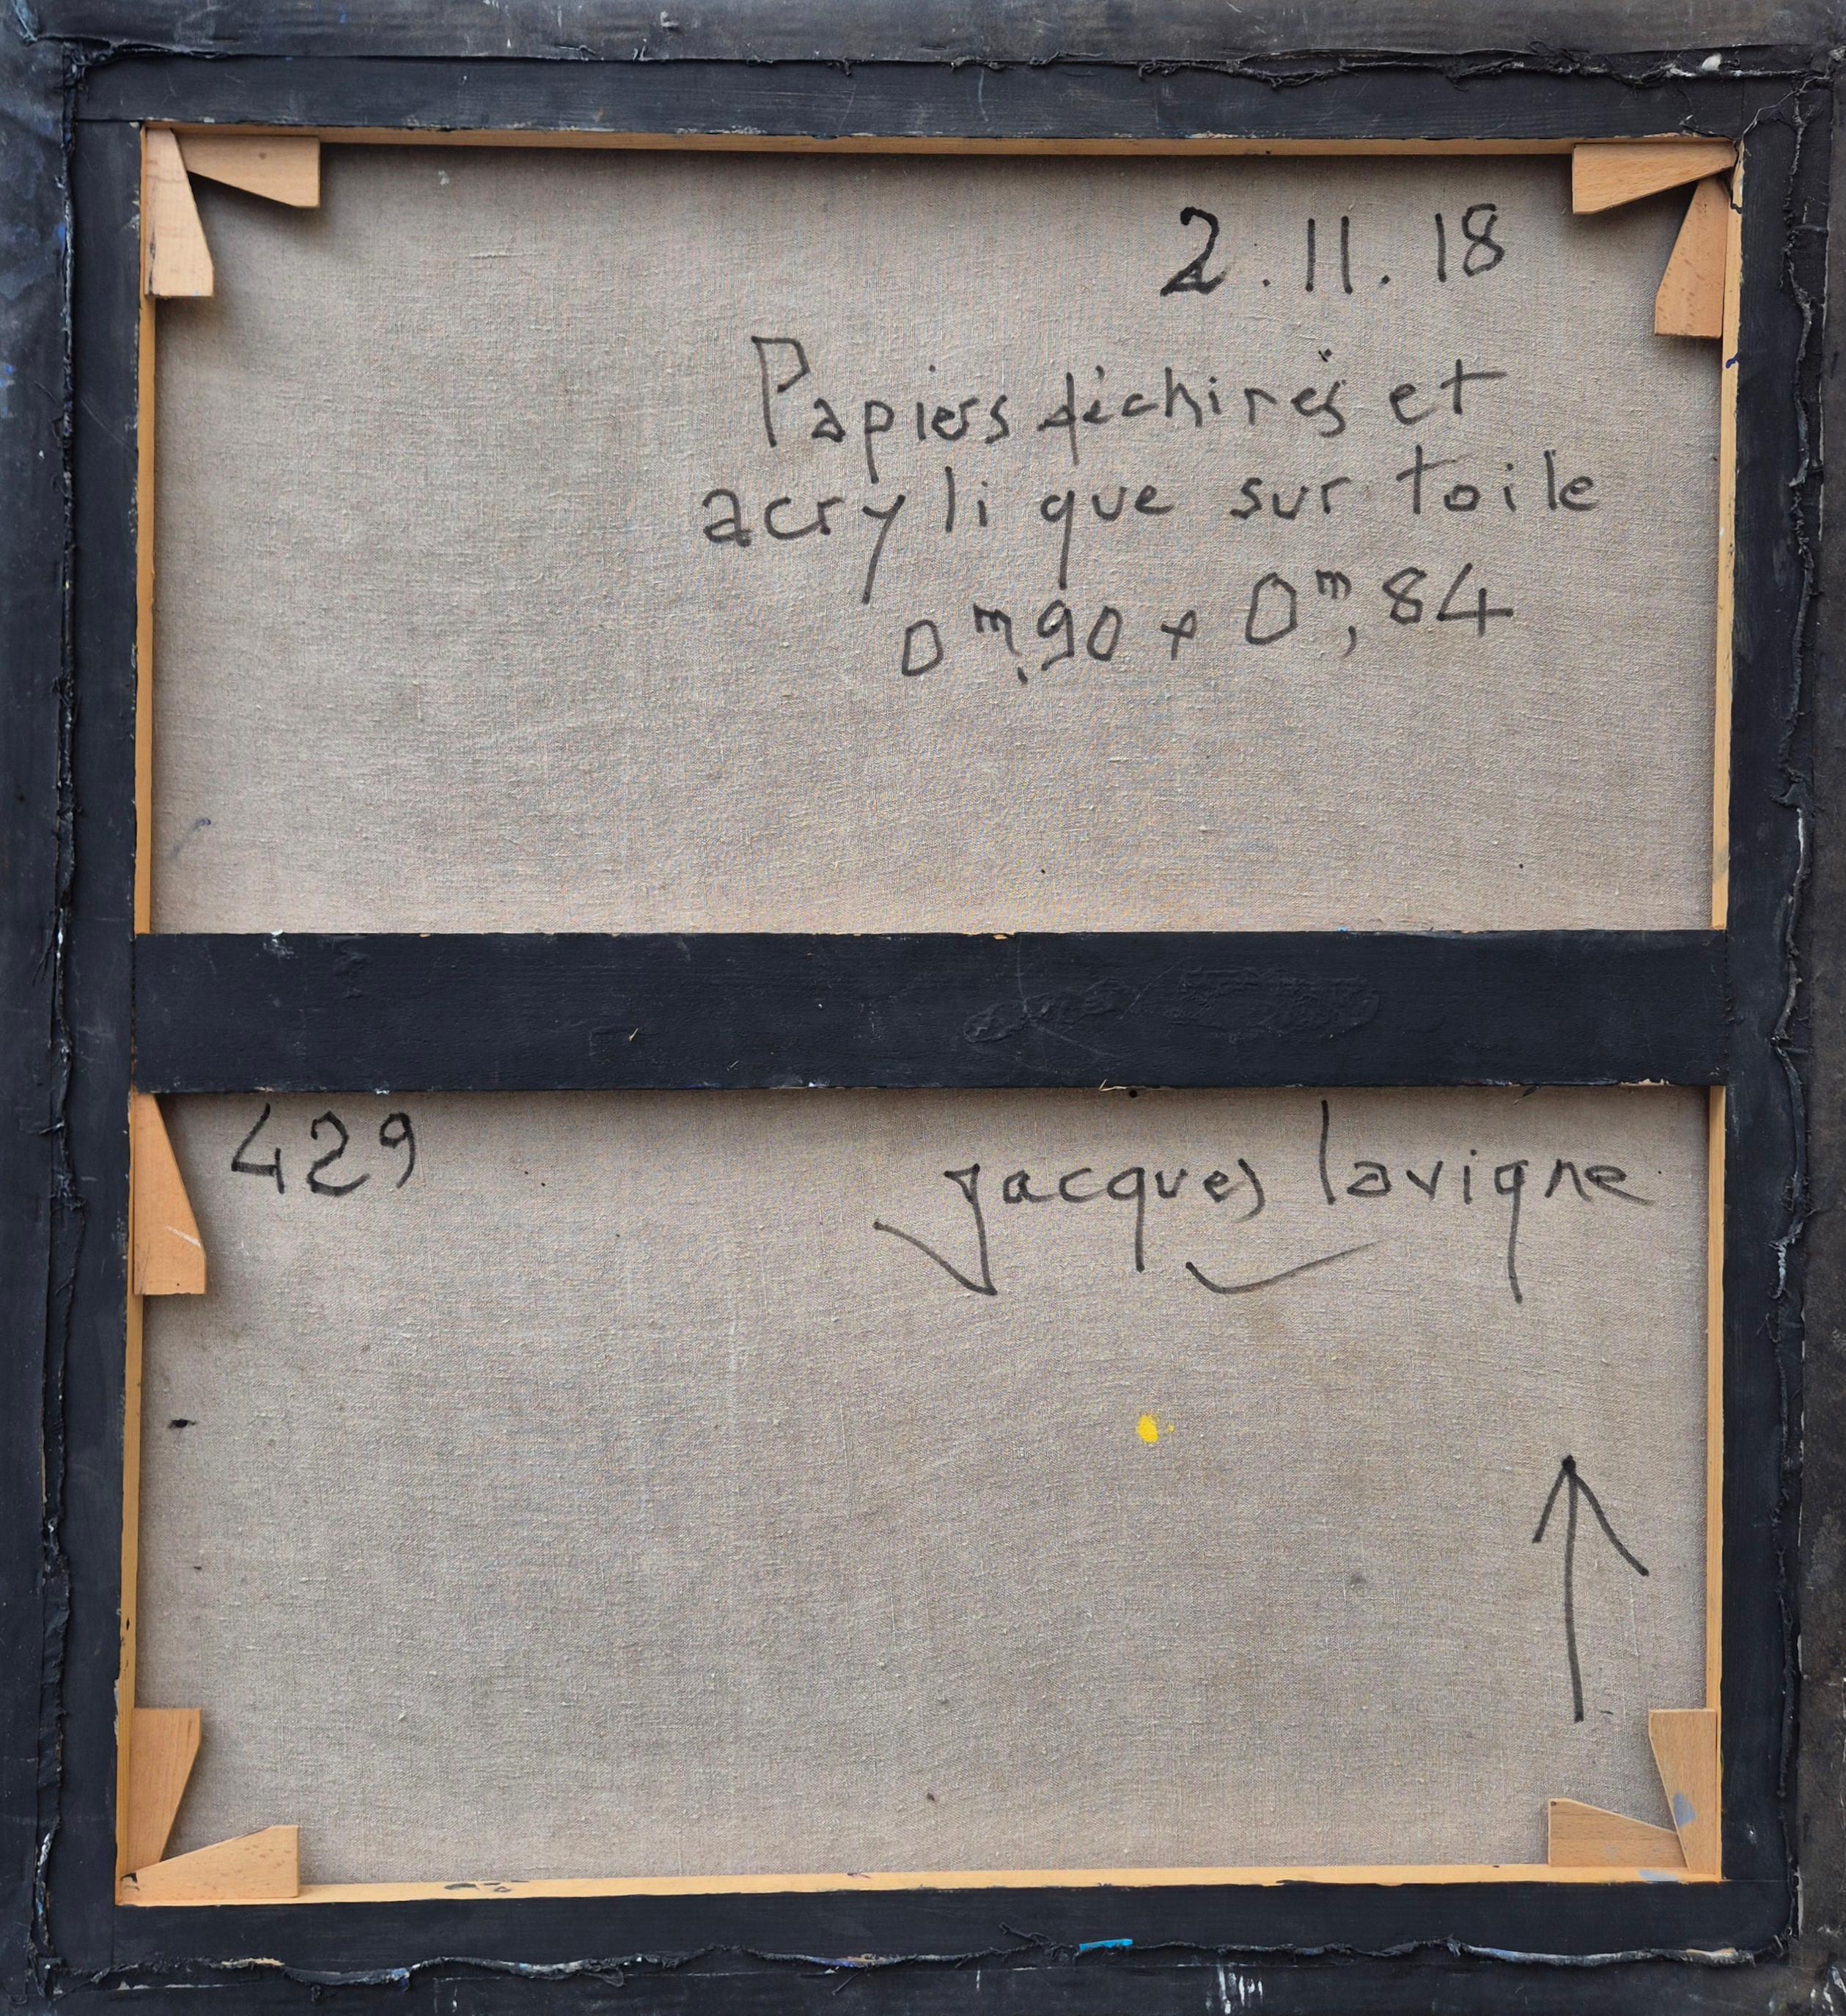 2.11.18
Papiers déchirés et
acrylique sur toile
0m,90 x 0m,84
429
jacques lavigne